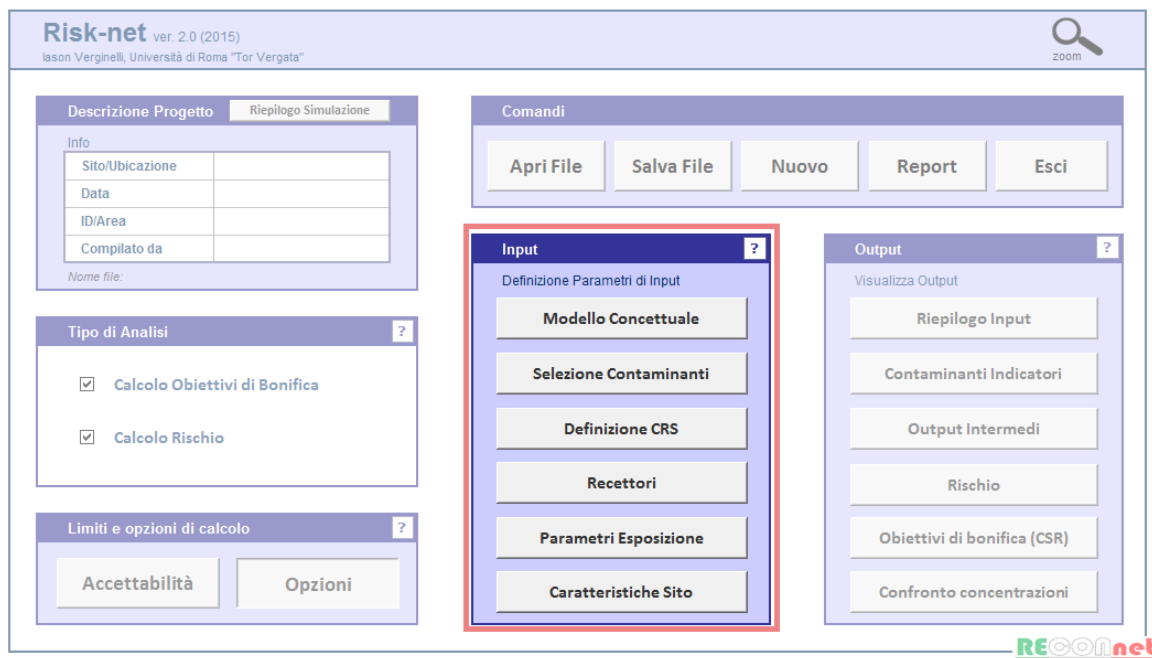 Risk-net ver. 2.0 (2015)
Iason Verginelli, Università di Roma "Tor Vergata"
zoom
Descrizione Progetto
Riepilogo Simulazione
Info
Sito/Ubicazione
Data
ID/Area
Compilato da
Nome file:
Tipo di Analisi
?
Calcolo Obiettivi di Bonifica
Calcolo Rischio
Limiti e opzioni di calcolo
?
Accettabilità
Opzioni
Comandi
Apri File
Salva File
Nuovo
Report
Esci
Input
?
Definizione Parametri di Input
Modello Concettuale
Selezione Contaminanti
Definizione CRS
Recettori
Parametri Esposizione
Caratteristiche Sito
Output
?
Visualizza Output
Riepilogo Input
Contaminanti Indicatori
Output Intermedi
Rischio
Obiettivi di bonifica (CSR)
Confronto concentrazioni
RECONnet